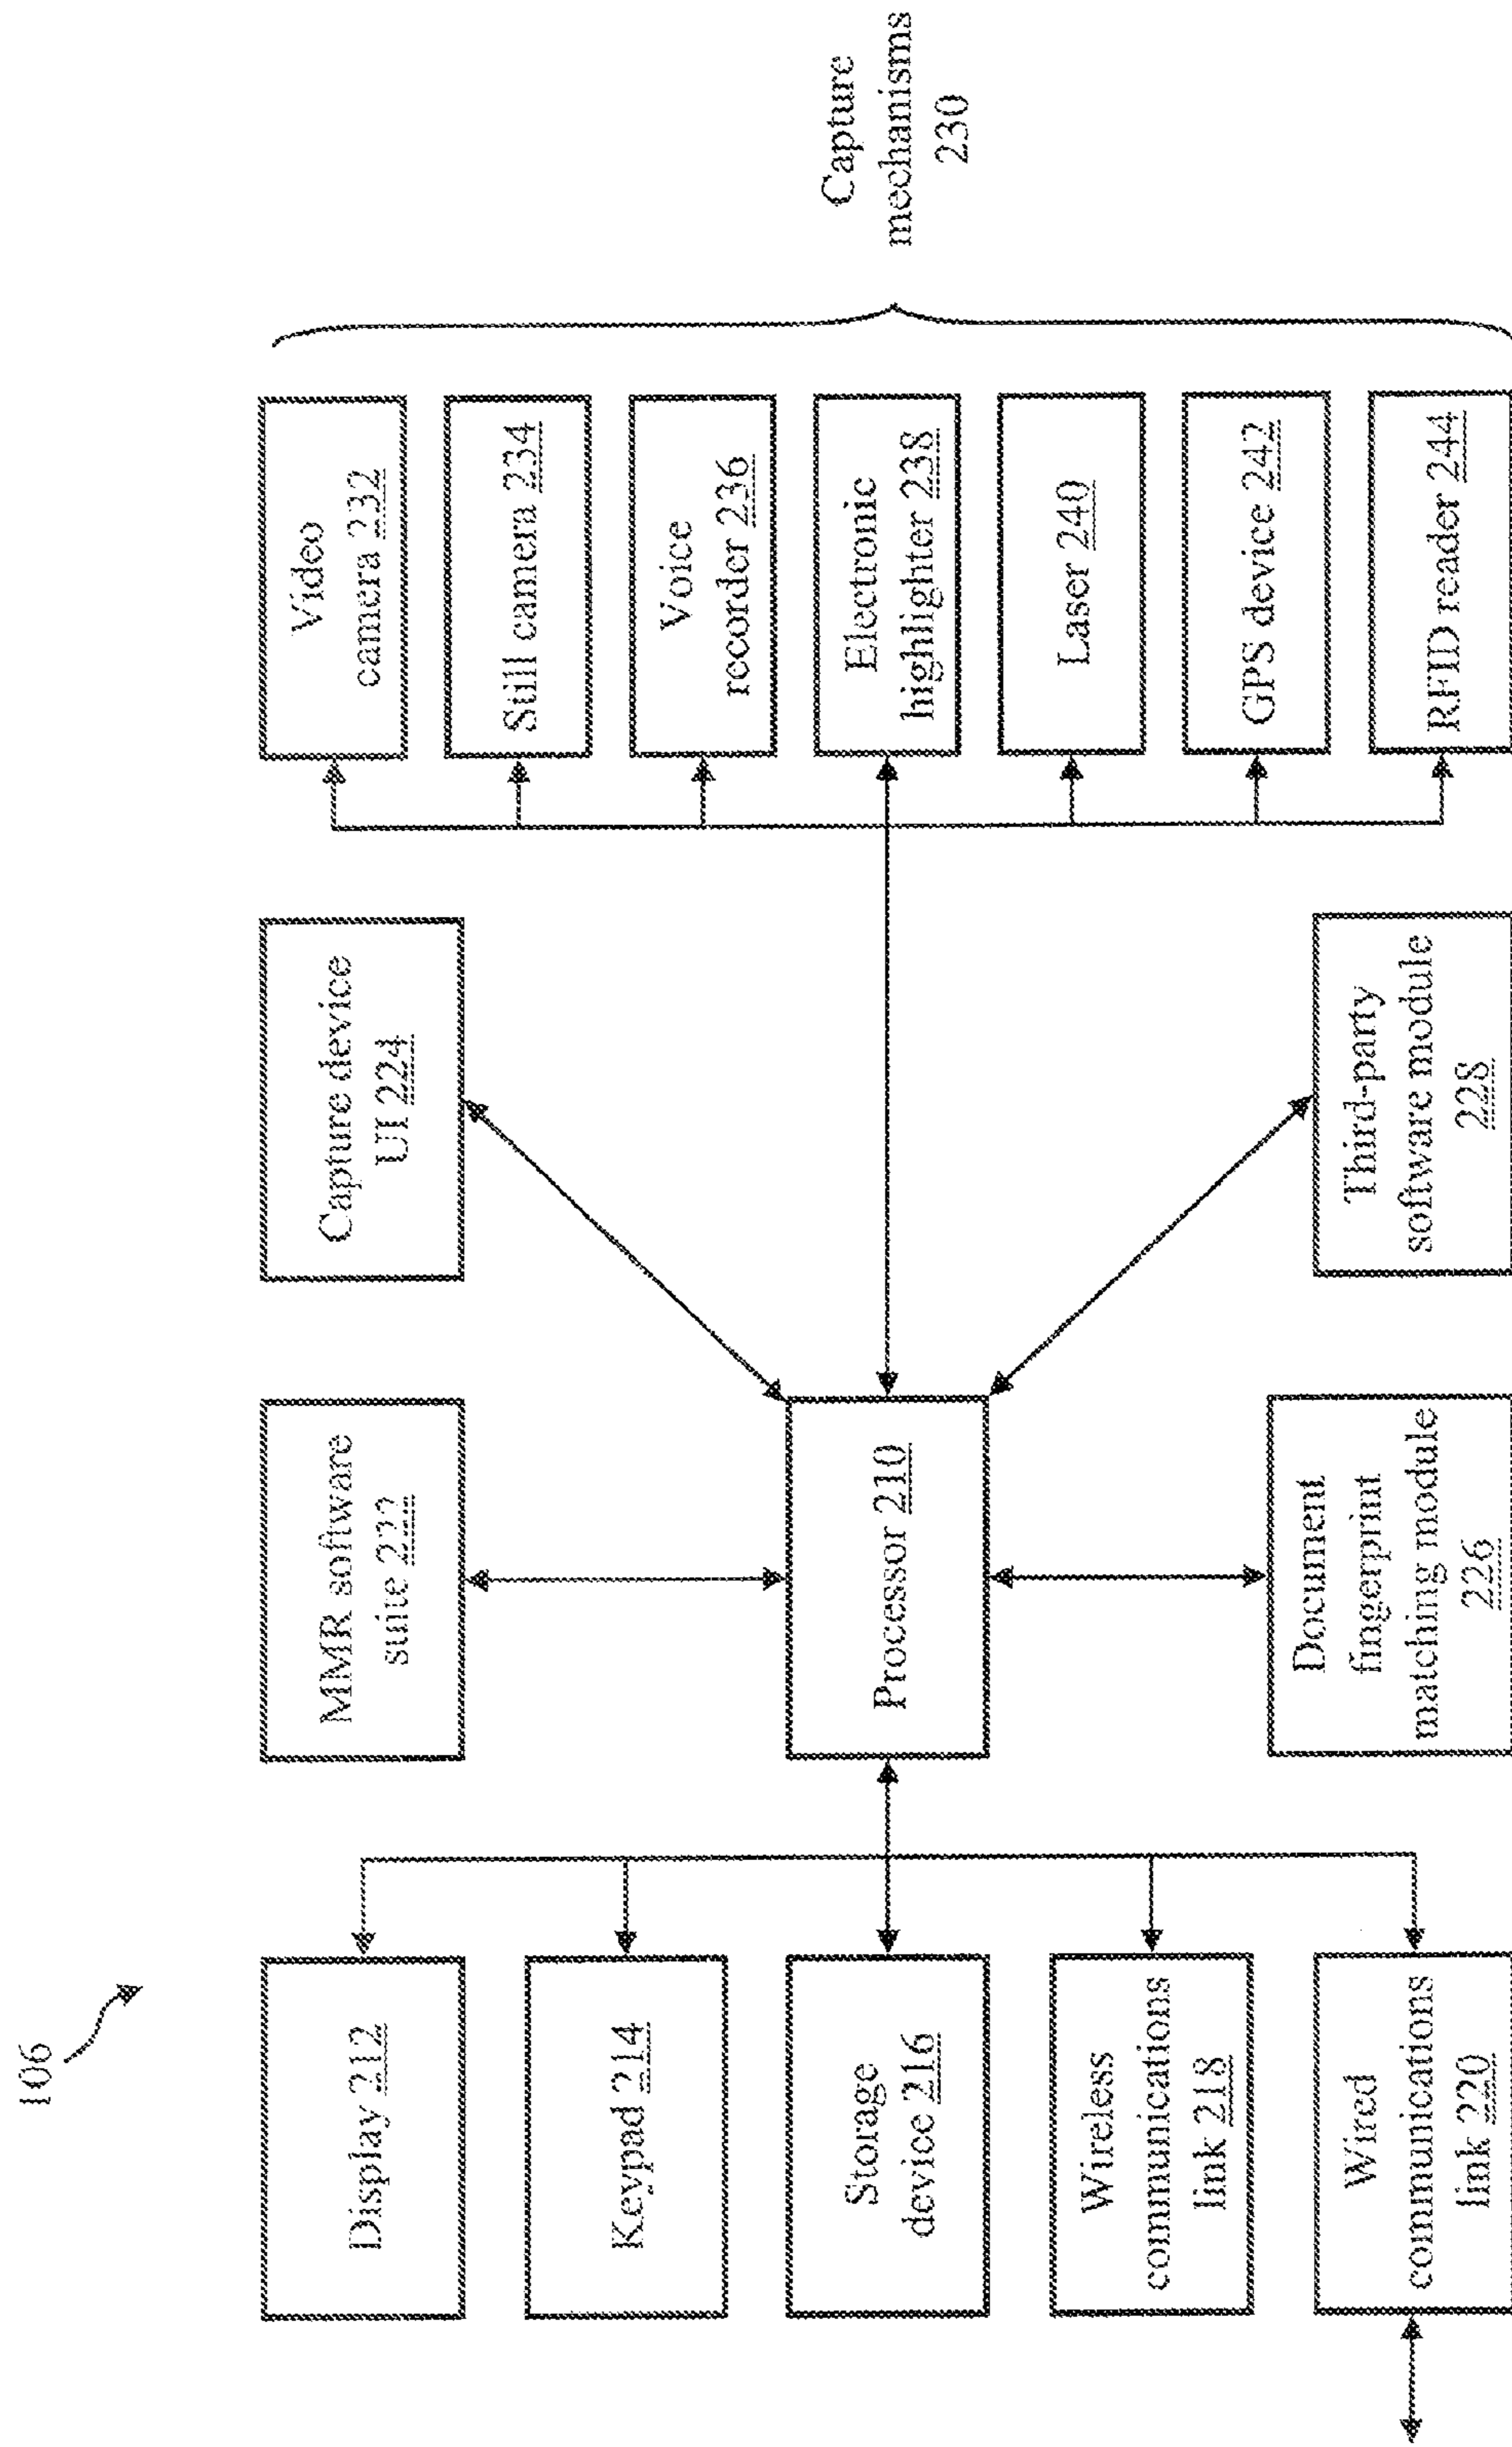 106
Display 212
Keypad 214
Storage
device 216
Wireless
communications
link 218
Wired
communications
link 220
MMR software
suite 222
Processor 210
Document
fingerprint
matching module
226
Capture device
UI 224
Third-party
software module
228
Video
camera 232
Still camera 234
Voice
recorder 236
Electronic
highlighter 238
Laser 240
GPS device 242
RFID reader 244
Capture
mechanisms
230